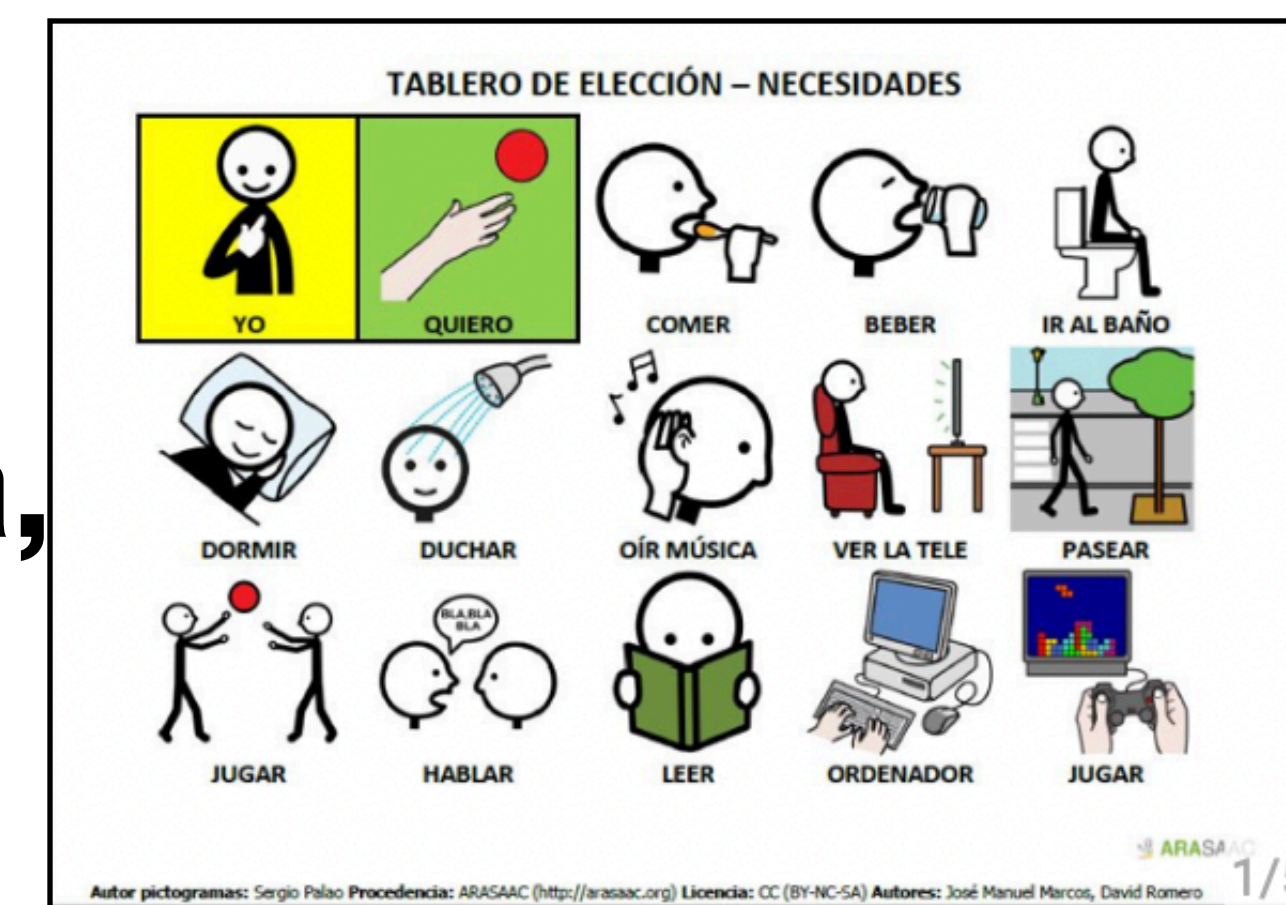 TABLERO DE ELECCIÓN – NECESIDADES
YO QUIERO COMER BEBER IR AL BAÑO
BLA,BLA
BLA
DORMIR DUCHAR OÍR MÚSICA VER LA TELE PASEAR
JUGAR HABLAR LEER ORDENADOR JUGAR
ARASAAC
Autor pictogramas: Sergio Palao Procedencia: ARASAAC (http://arasaac.org) Licencia: CC (BY-NC-SA) Autores: José Manuel Marcos, David Romero